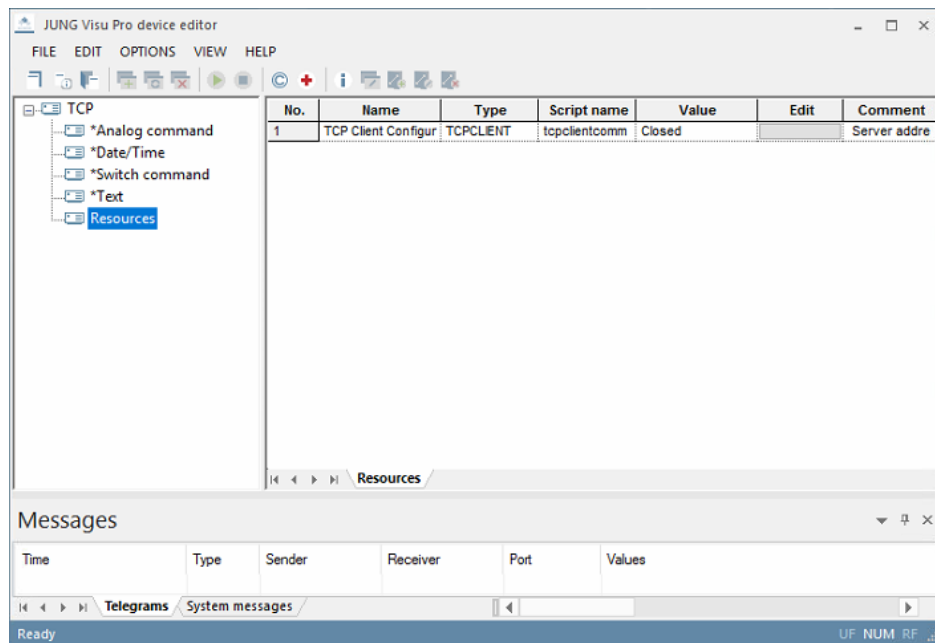 JUNG Visu Pro device editor
FILE EDIT OPTIONS VIEW HELP
TCP
*Analog command
*Date/Time
*Switch command
*Text
Resources
No. Name Type Script name Value Edit Comment
1 TCP Client Configur TCPCLIENT tcpclientcomm Closed Server addre
Resources
Messages
Time Type Sender Receiver Port Values
Telegrams System messages
Ready UF NUM RF